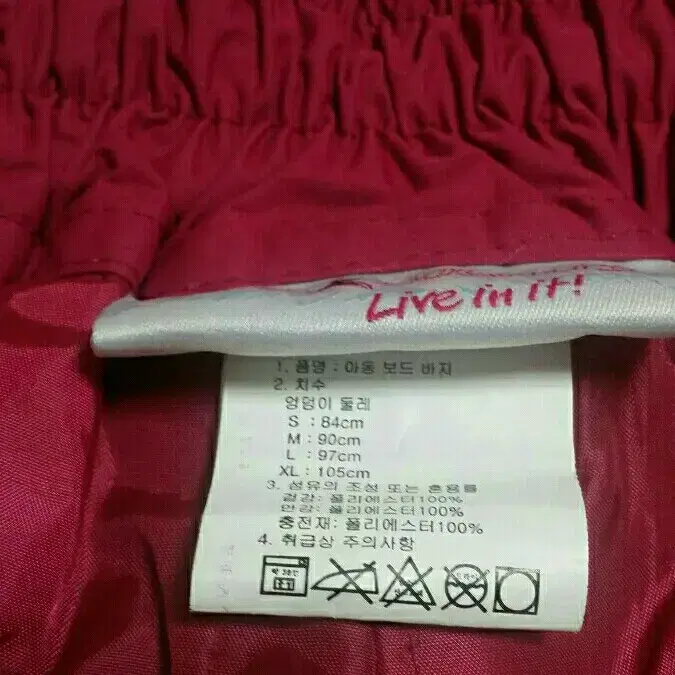 Live in it!
1. 품명 : 아동 보드 바지
2. 치수
엉덩이 둘레
S : 84cm
M : 90cm
L : 97cm
XL : 105cm
3. 섬유의 조성 또는 혼용률
겉감: 폴리에스터100%
안감: 폴리에스터100%
충전재: 폴리에스터100%
4. 취급상 주의사항